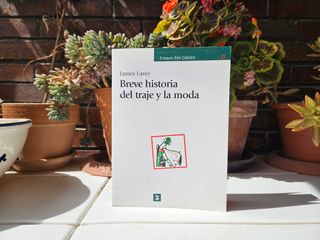 Ensayos Arte Cátedra
James Laver
Breve historia
del traje y la moda